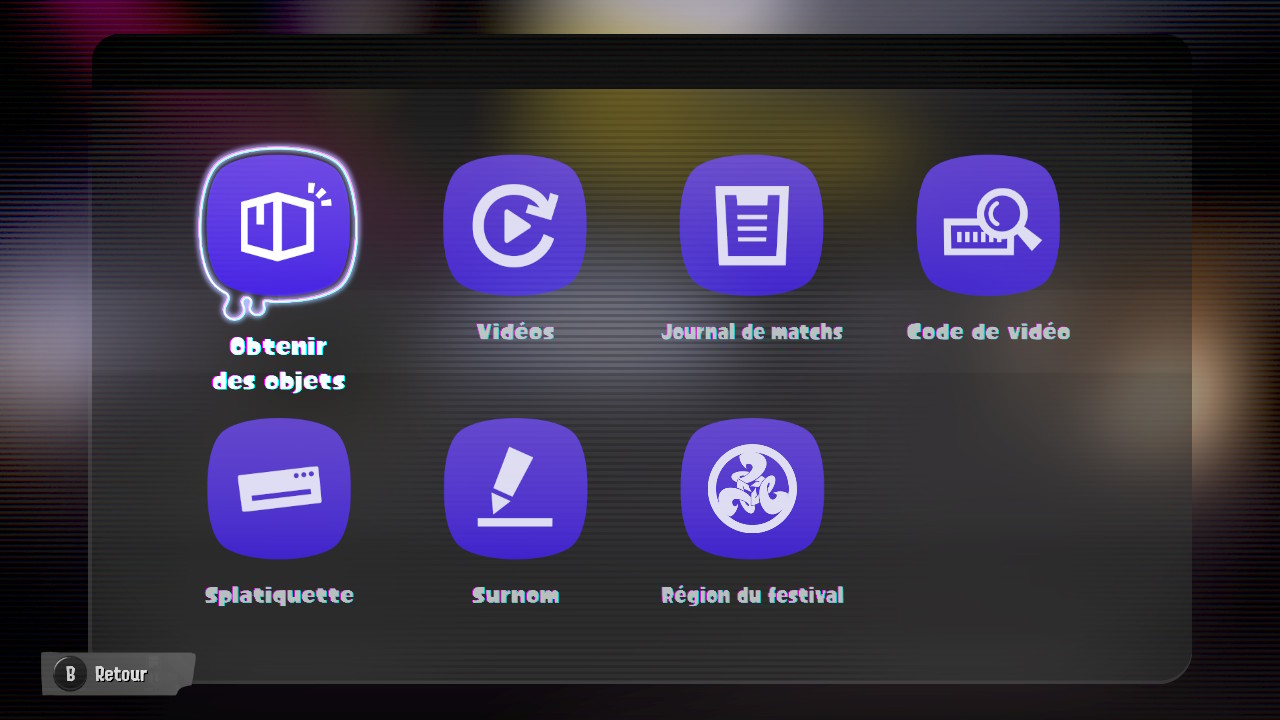 Obtenir
des objets
Vidéos
Journal de matchs
Code de vidéo
Splatiquette
Surnom
Région du festival
B Retour